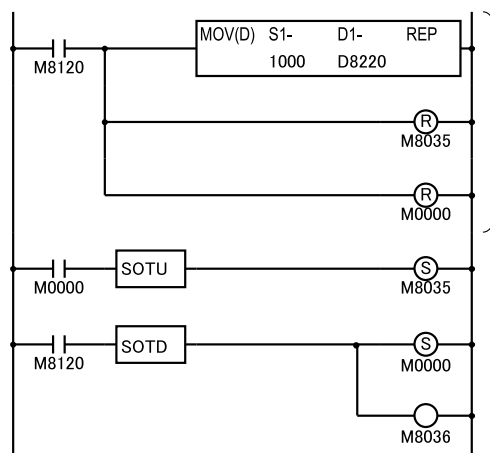 MOV(D) S1- D1- REP
1000 D8220
M8120
R
M8035
R
M0000
SOTU
S
M0000
M8035
SOTD
S
M8120
M0000
M8036